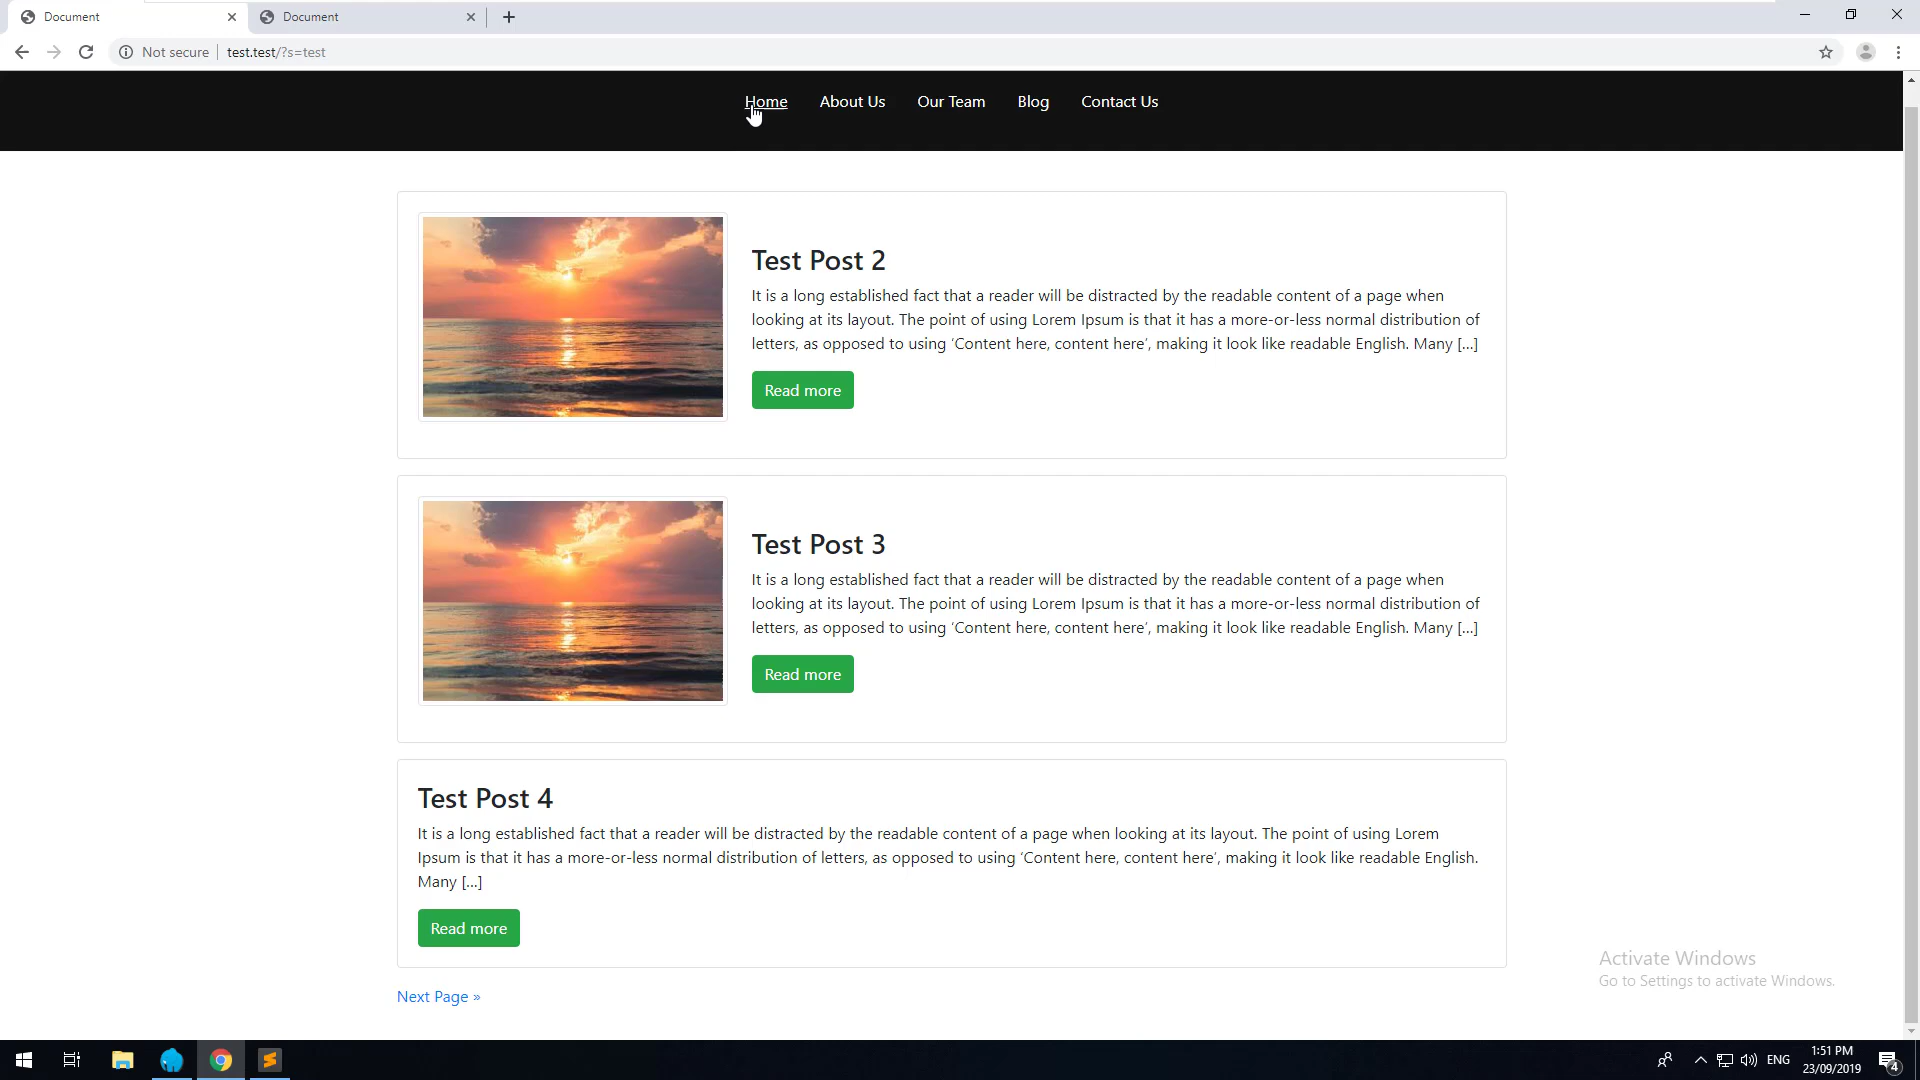 Document
Document
Not secure
test.test/?s=test
Home
About Us
Our Team
Blog
Contact Us
Test Post 2
It is a long established fact that a reader will be distracted by the readable content of a page when
looking at its layout. The point of using Lorem Ipsum is that it has a more-or-less normal distribution of
letters, as opposed to using ‘Content here, content here’, making it look like readable English. Many […]
Read more
Test Post 3
It is a long established fact that a reader will be distracted by the readable content of a page when
looking at its layout. The point of using Lorem Ipsum is that it has a more-or-less normal distribution of
letters, as opposed to using ‘Content here, content here’, making it look like readable English. Many […]
Read more
Test Post 4
It is a long established fact that a reader will be distracted by the readable content of a page when looking at its layout. The point of using Lorem
Ipsum is that it has a more-or-less normal distribution of letters, as opposed to using ‘Content here, content here’, making it look like readable English.
Many […]
Read more
Next Page »
Activate Windows
Go to Settings to activate Windows.
ENG
1:51 PM
23/09/2019
4